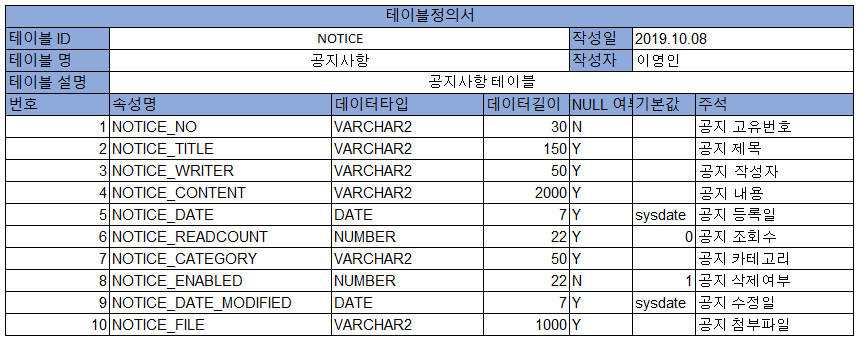 테이블정의서
테이블 ID NOTICE 작성일 2019.10.08
테이블 명 공지사항 작성자 이영인
테이블 설명 공지사항 테이블
번호 속성명 데이터타입 데이터길이 NULL 여부 기본값 주석
1 NOTICE_NO VARCHAR2 30 N 공지 고유번호
2 NOTICE_TITLE VARCHAR2 150 Y 공지 제목
3 NOTICE_WRITER VARCHAR2 50 Y 공지 작성자
4 NOTICE_CONTENT VARCHAR2 2000 Y 공지 내용
5 NOTICE_DATE DATE 7 Y sysdate 공지 등록일
6 NOTICE_READCOUNT NUMBER 22 Y 0 공지 조회수
7 NOTICE_CATEGORY VARCHAR2 50 Y 공지 카테고리
8 NOTICE_ENABLED NUMBER 22 N 1 공지 삭제여부
9 NOTICE_DATE_MODIFIED DATE 7 Y sysdate 공지 수정일
10 NOTICE_FILE VARCHAR2 1000 Y 공지 첨부파일